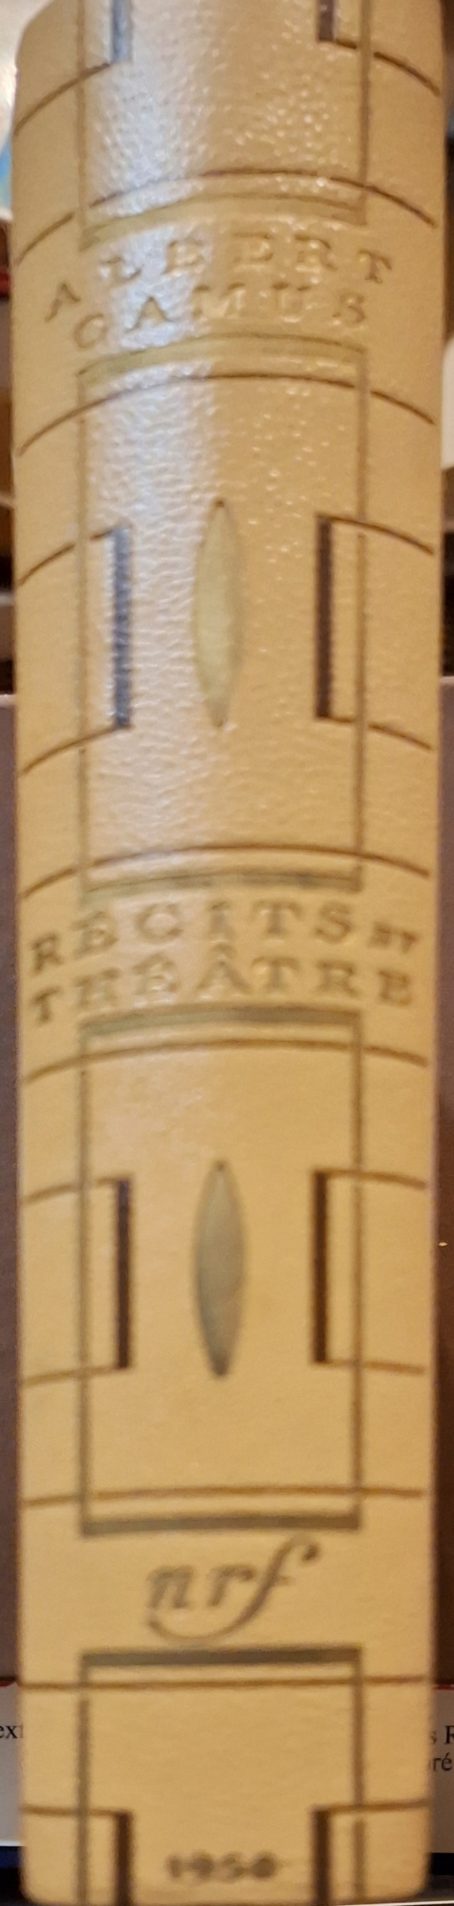 ALBERT
CAMUS
RÉCITS ET
THÉÂTRE
nrf
1958